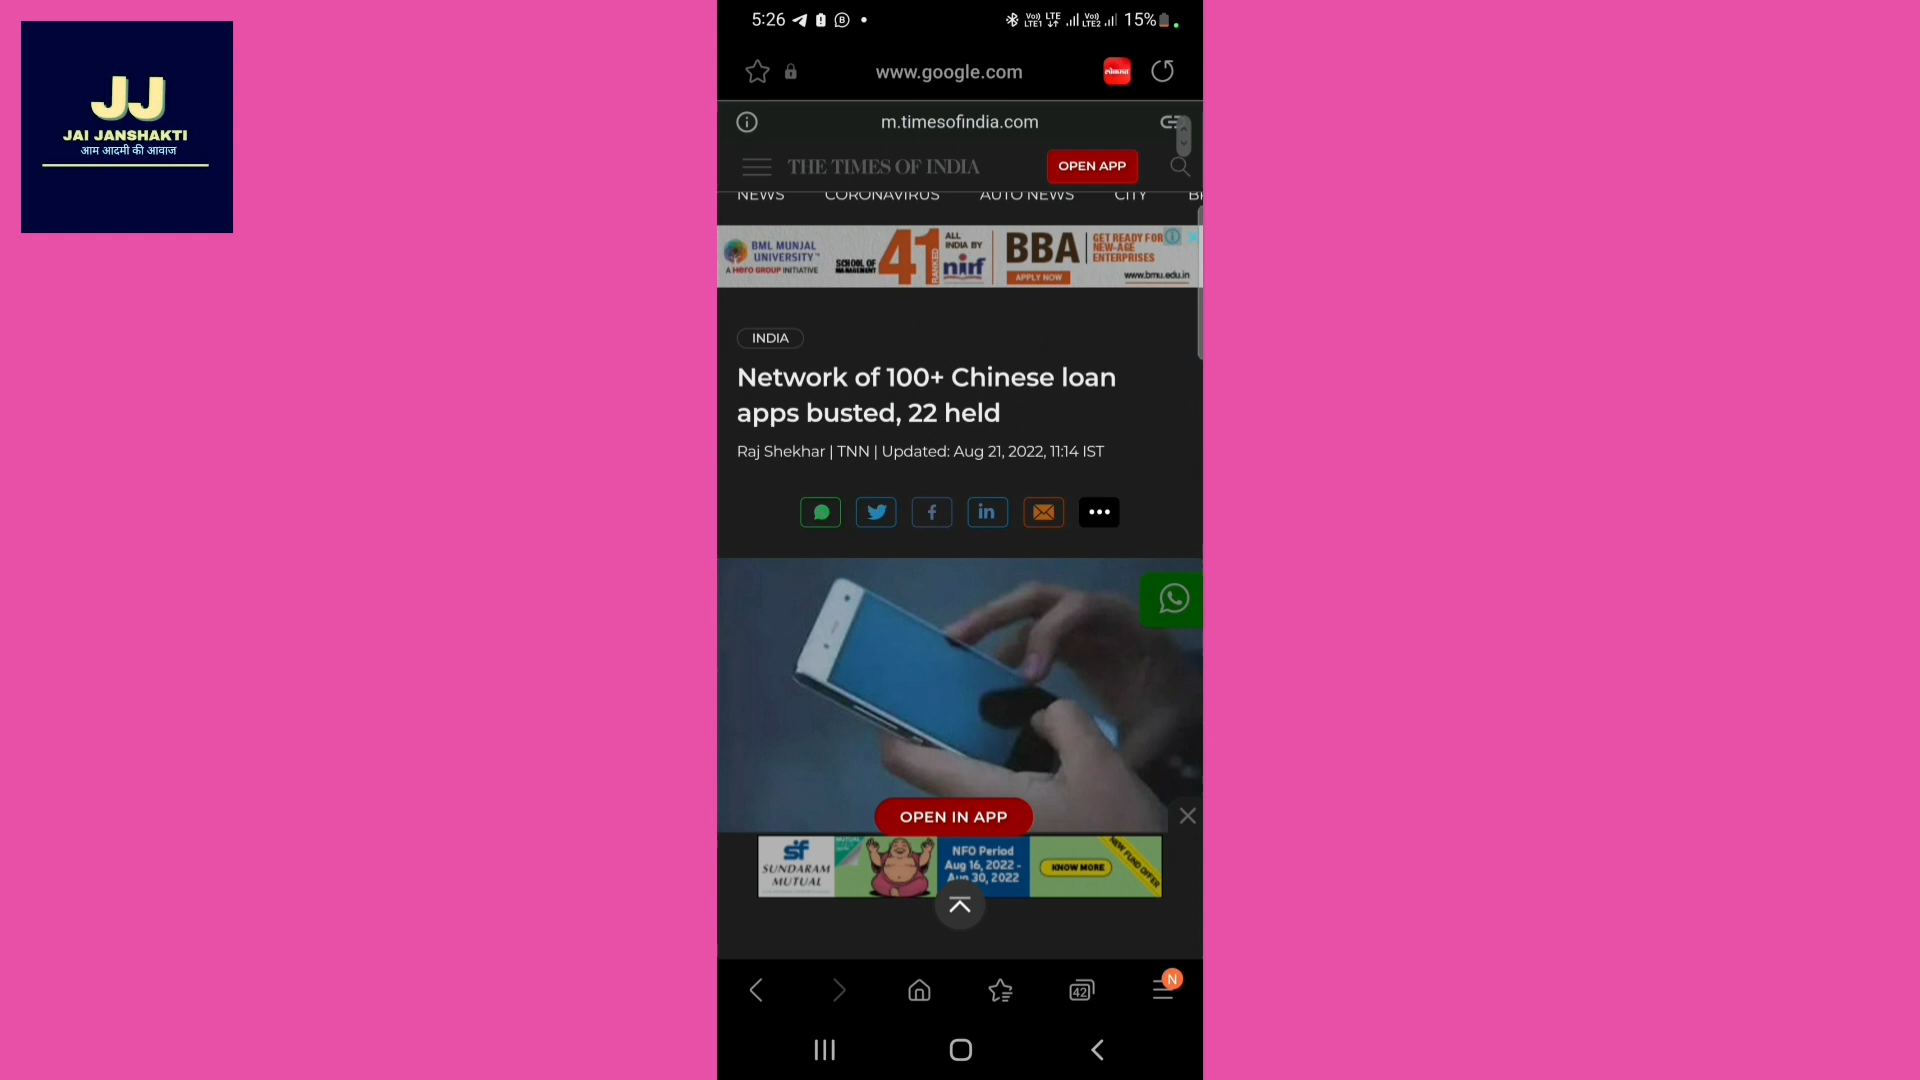 JJ
JAI JANSHAKTI
आम आदमी की आवाज
5:26
15%
www.google.com
m.timesofindia.com
THE TIMES OF INDIA
OPEN APP
NEWS CORONAVIRUS AUTO NEWS CITY
BML MUNJAL
UNIVERSITY
A HERO GROUP INITIATIVE
SCHOOL OF
MANAGEMENT
RANKED
41
ALL
INDIA BY
nirf
BBA
APPLY NOW
GET READY FOR
NEW-AGE
ENTERPRISES
www.bmu.edu.in
INDIA
Network of 100+ Chinese loan
apps busted, 22 held
Raj Shekhar | TNN | Updated: Aug 21, 2022, 11:14 IST
OPEN IN APP
SUNDARAM
MUTUAL
NFO Period
Aug 16, 2022 -
Aug 30, 2022
KNOW MORE
NEW FUND OFFER
42
N